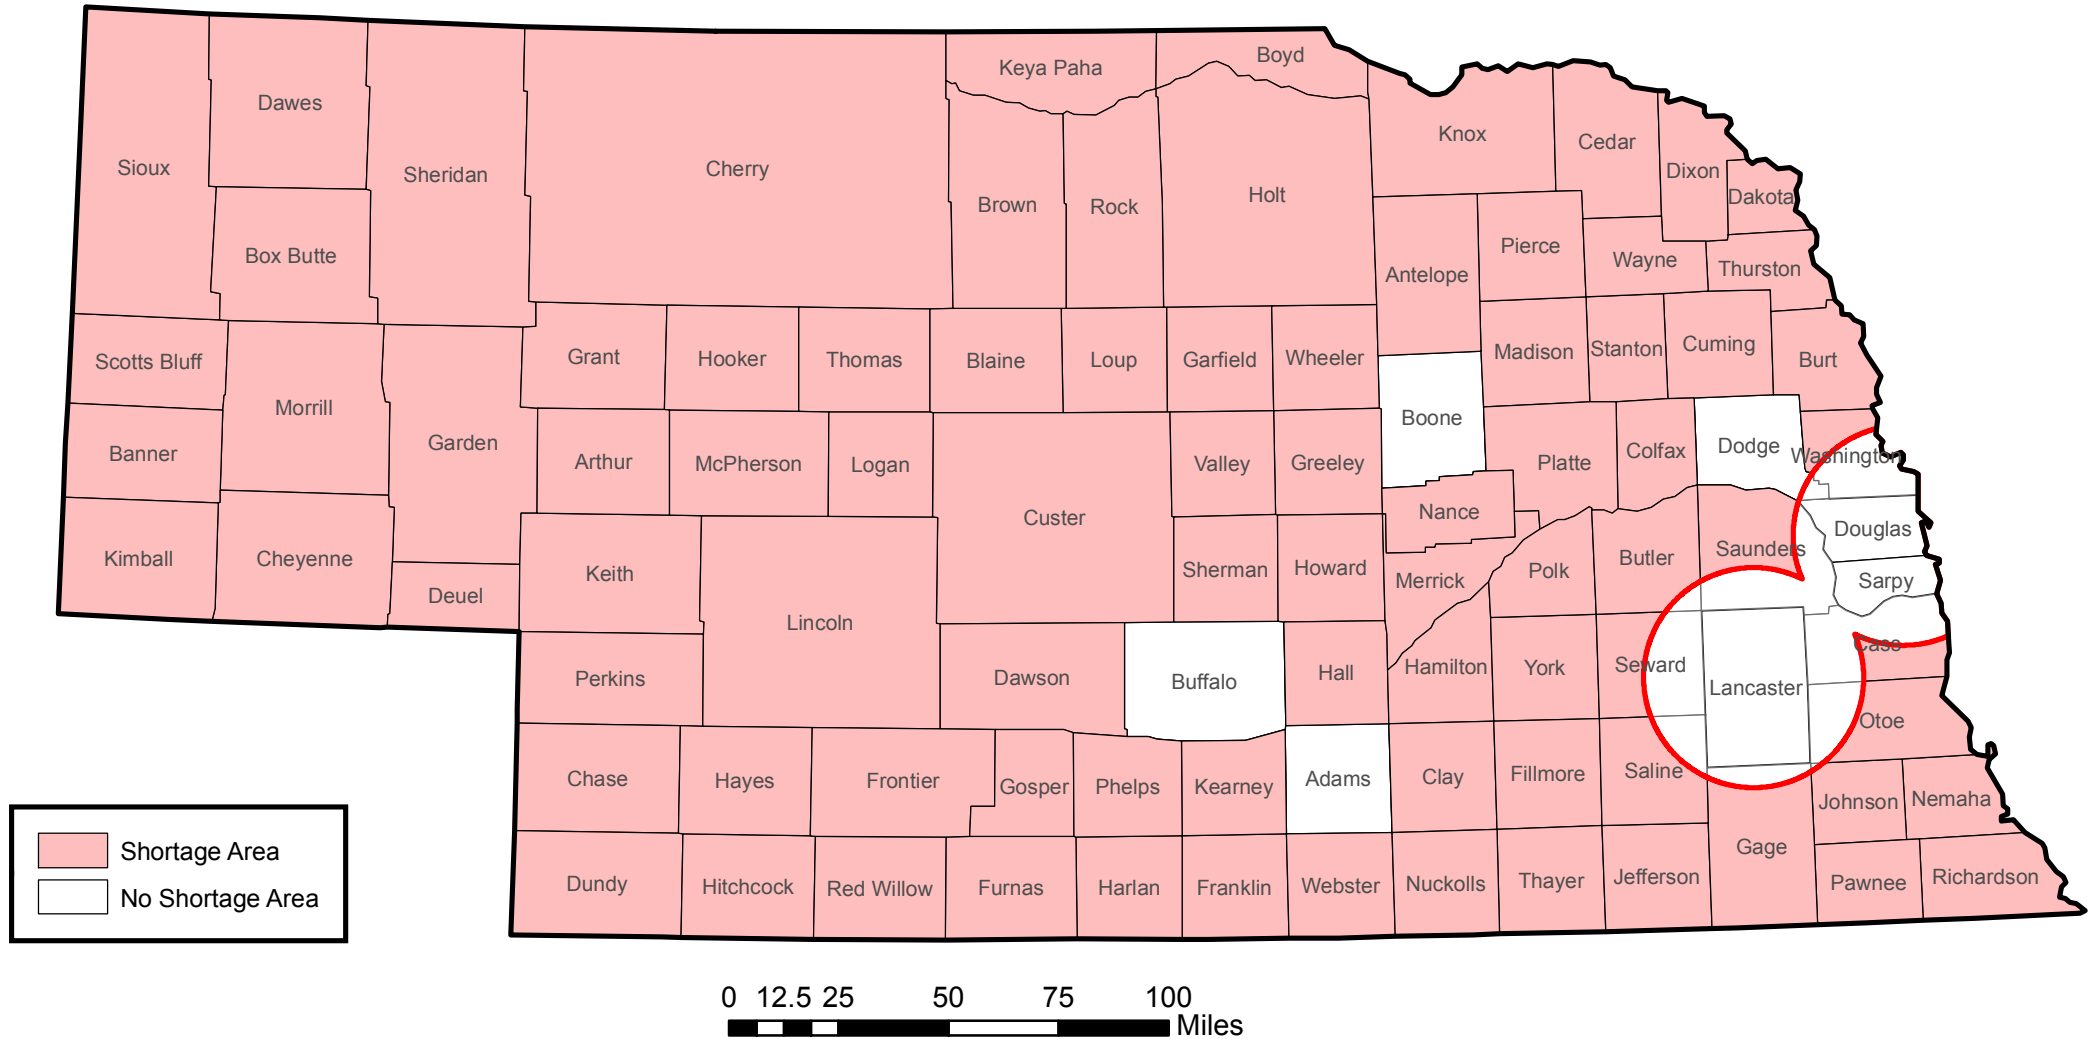 Boyd
Keya Paha
Dawes
Knox
Cedar
Sioux
Sheridan
Cherry
Dixon
Dakota
Brown
Rock
Holt
Box Butte
Pierce
Wayne
Antelope
Thurston
Scotts Bluff
Grant
Hooker
Thomas
Blaine
Loup
Garfield
Wheeler
Madison
Stanton
Cuming
Burt
Morrill
Boone
Garden
Banner
Arthur
McPherson
Logan
Valley
Greeley
Platte
Colfax
Dodge
Washington
Custer
Nance
Douglas
Kimball
Cheyenne
Keith
Sherman
Howard
Merrick
Polk
Butler
Saunders
Sarpy
Deuel
Lincoln
Perkins
Dawson
Buffalo
Hall
Hamilton
York
Seward
Lancaster
Cass
Otoe
Chase
Hayes
Frontier
Gosper
Phelps
Kearney
Adams
Clay
Fillmore
Saline
Johnson
Nemaha
Dundy
Hitchcock
Red Willow
Furnas
Harlan
Franklin
Webster
Nuckolls
Thayer
Jefferson
Gage
Pawnee
Richardson
Shortage Area
No Shortage Area
0 12.5 25 50 75 100
Miles